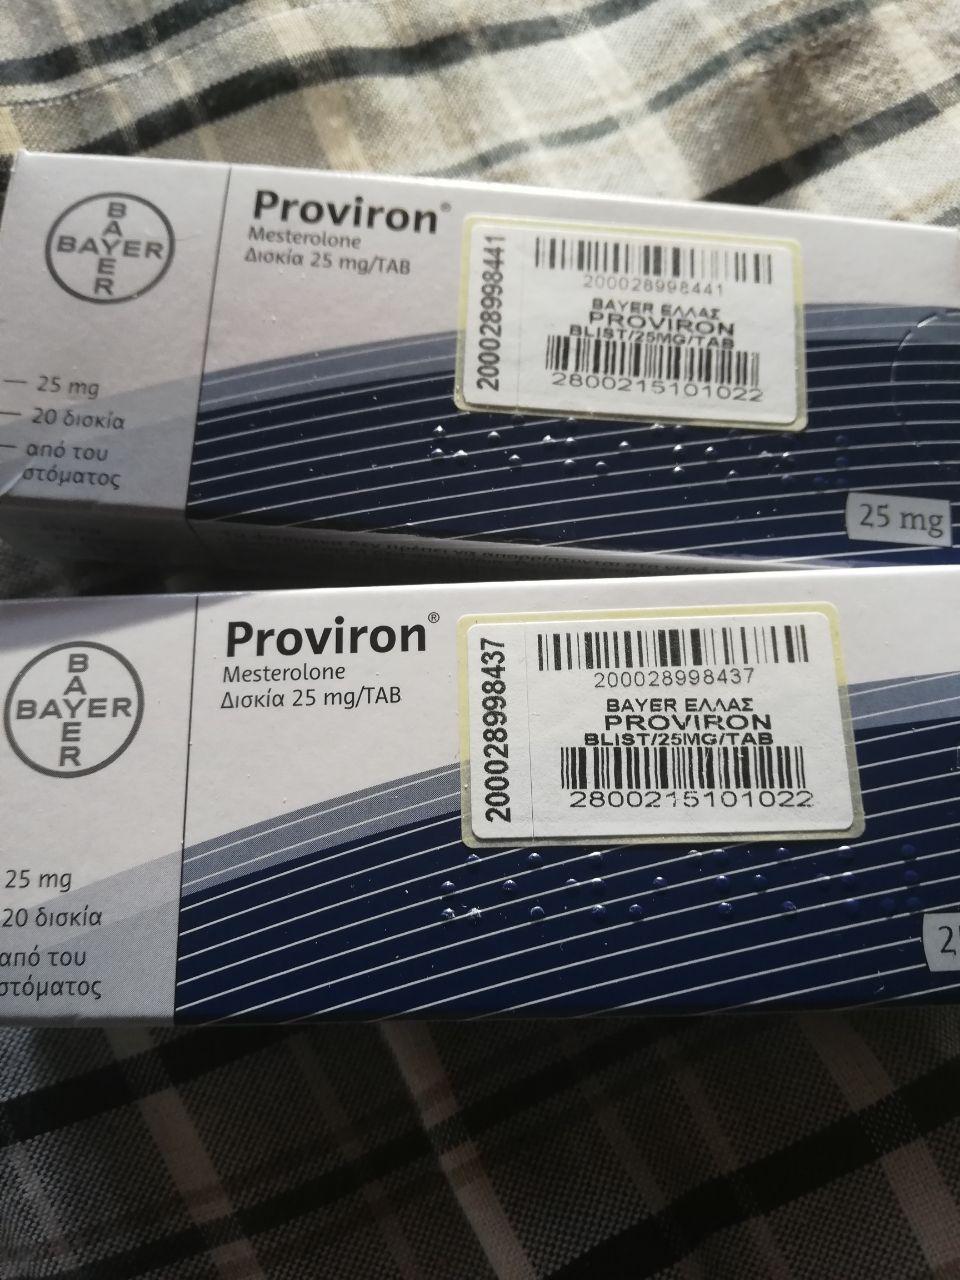 BAYER
BAYER
Proviron®
Mesterolone
Δισκία 25 mg/TAB
25 mg
20 δισκία
από του
στόματος
200028998441
200028998441
BAYER ΕΛΛΑΣ
PROVIRON
BLIST/25MG/TAB
2800215101022
25 mg
BAYER
BAYER
Proviron®
Mesterolone
Δισκία 25 mg/TAB
25 mg
20 δισκία
από του
στόματος
200028998437
200028998437
BAYER ΕΛΛΑΣ
PROVIRON
BLIST/25MG/TAB
2800215101022